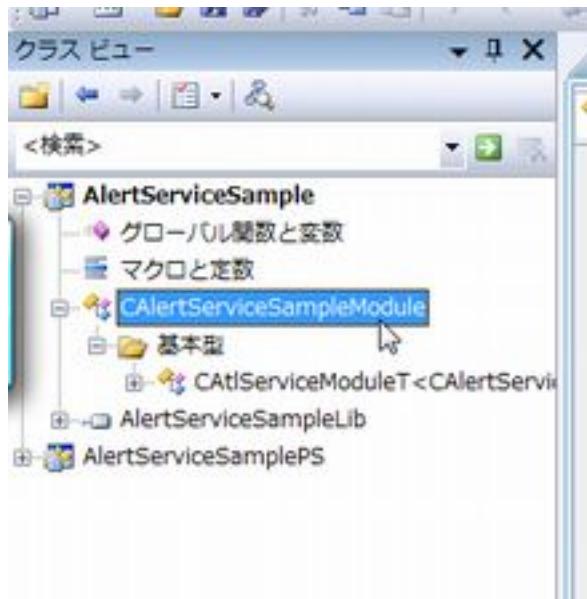 クラス ビュー
<検索>
AlertServiceSample
グローバル関数と変数
マクロと定数
CAlertServiceSampleModule
基本型
CAtlServiceModuleT<CAlertServi
AlertServiceSampleLib
AlertServiceSamplePS